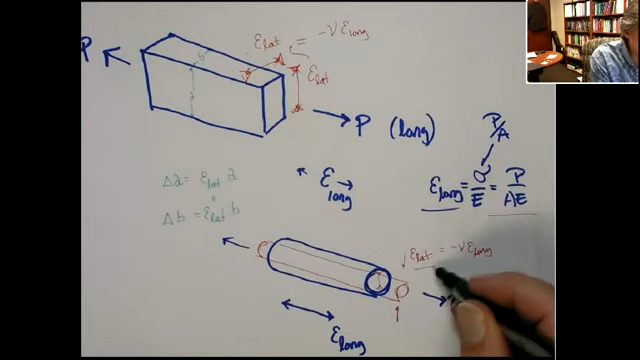 P
b
ε_lat = -ν ε_long
ε_lat
a
P (long)
P/A
ε_long
ε_long = σ/E = P/AE
Δa = ε_lat a
Δb = ε_lat b
ε_lat = -ν ε_long
ε_long